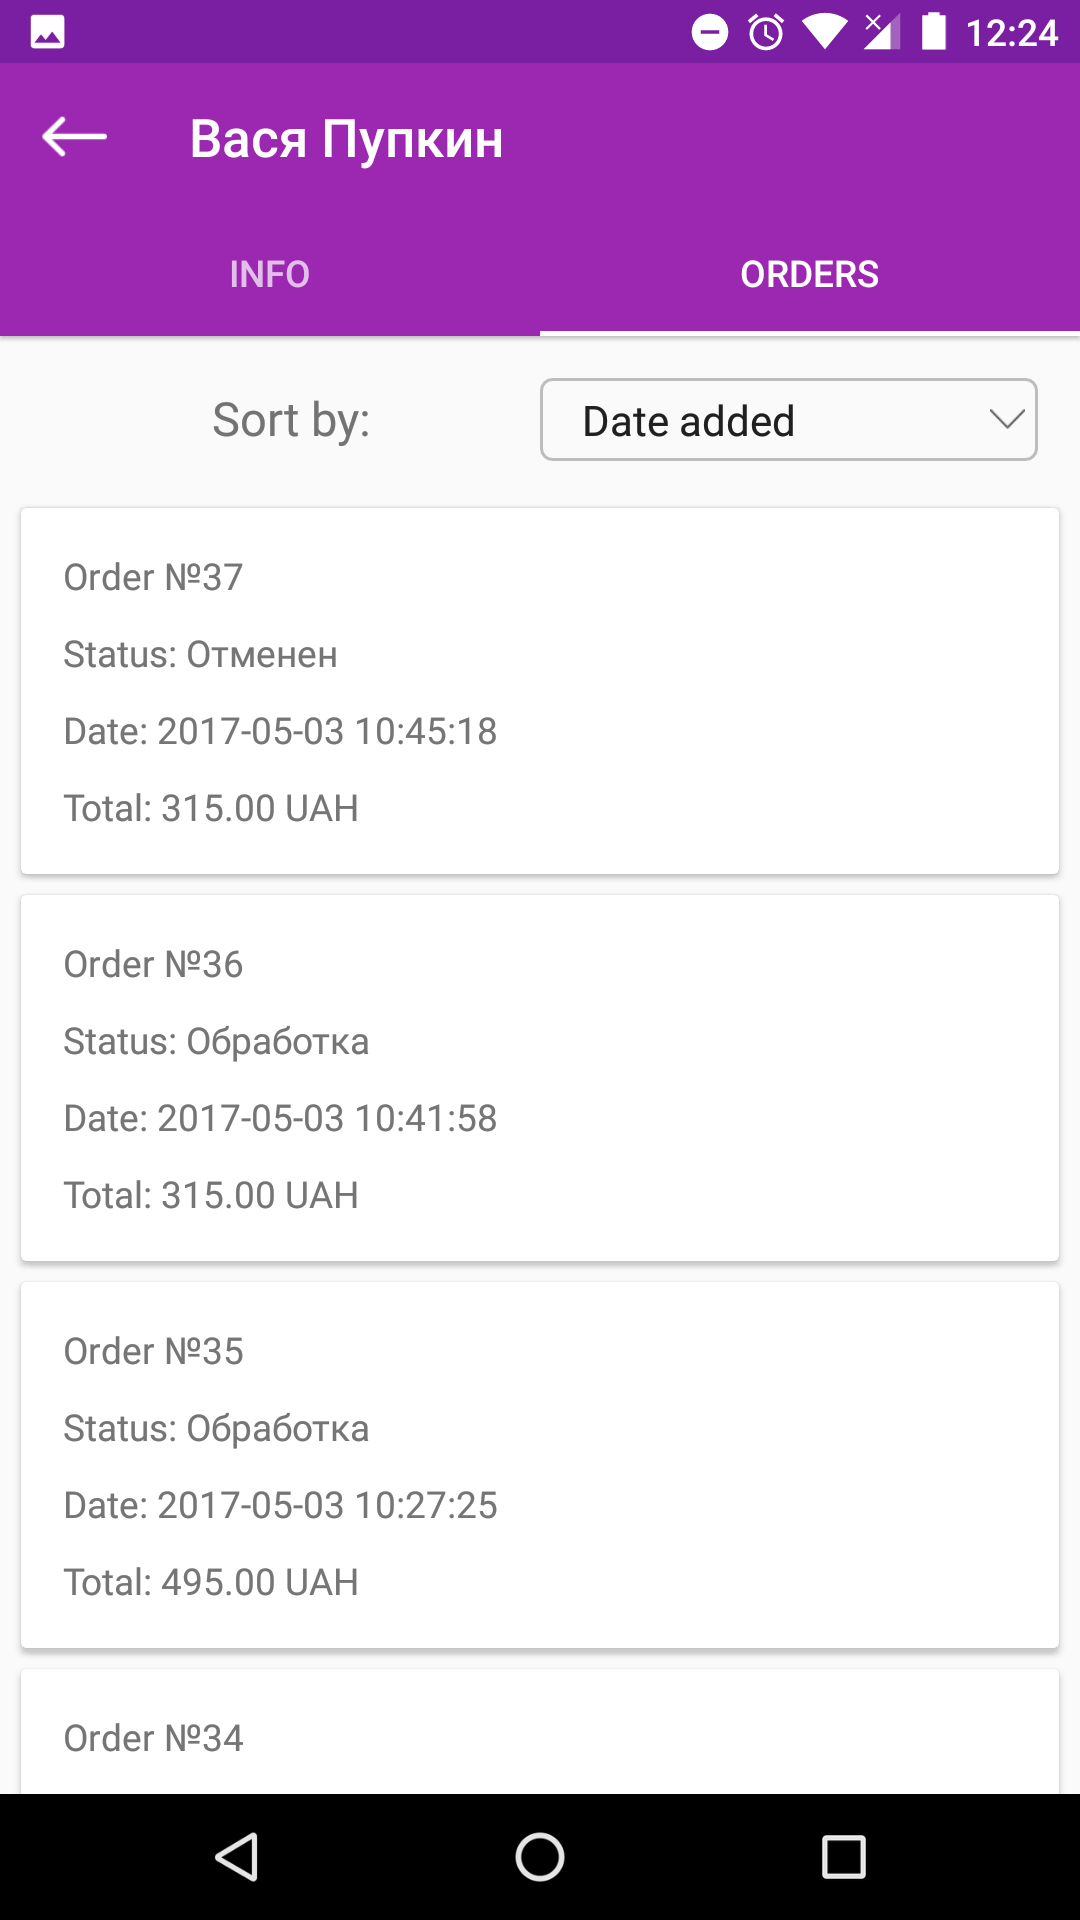 12:24
Вася Пупкин
INFO
ORDERS
Sort by:
Date added
Order №37
Status: Отменен
Date: 2017-05-03 10:45:18
Total: 315.00 UAH
Order №36
Status: Обработка
Date: 2017-05-03 10:41:58
Total: 315.00 UAH
Order №35
Status: Обработка
Date: 2017-05-03 10:27:25
Total: 495.00 UAH
Order №34